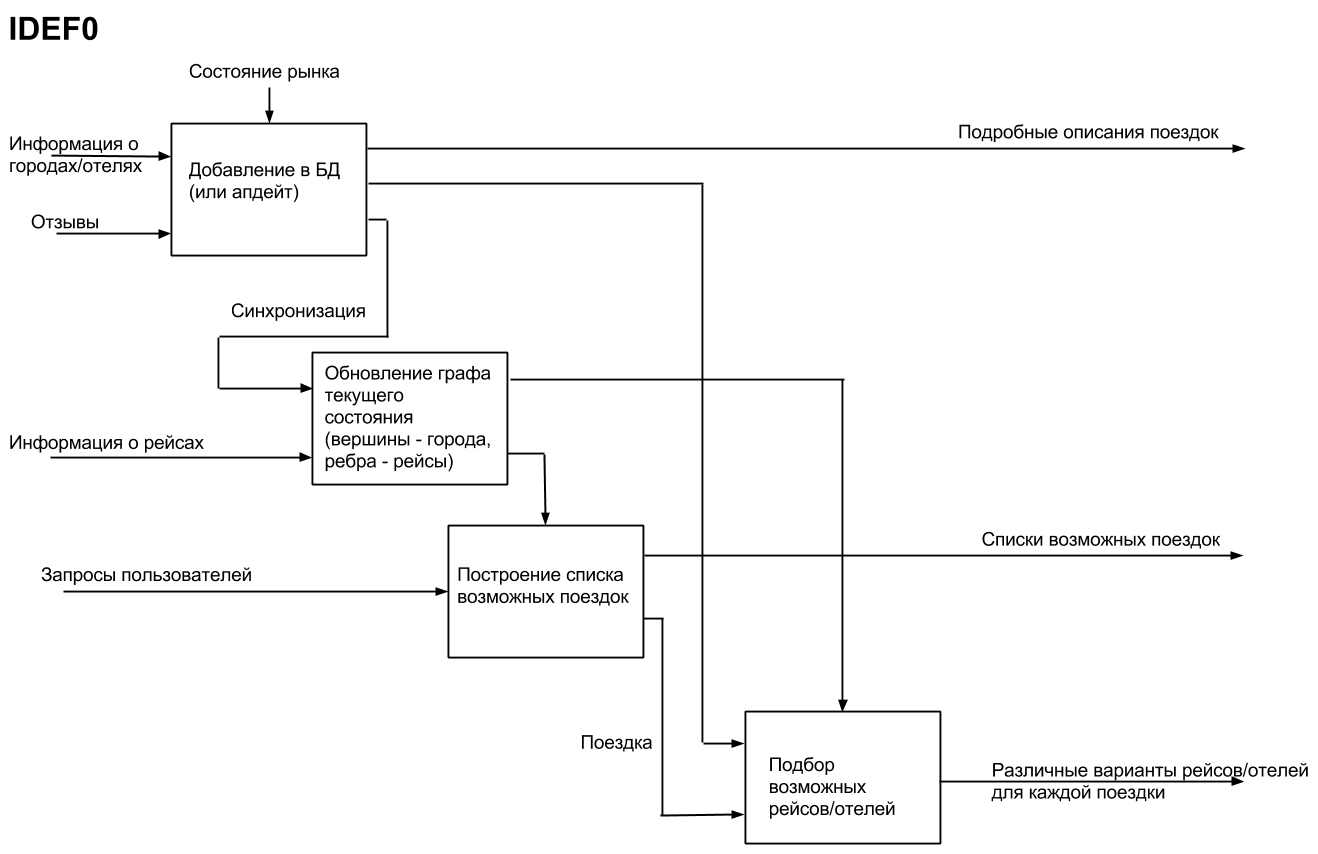 IDEF0
Состояние рынка
Информация о
городах/отелях
Добавление в БД
(или апдейт)
Подробные описания поездок
Отзывы
Синхронизация
Обновление графа
текущего
состояния
(вершины - города,
ребра - рейсы)
Информация о рейсах
Списки возможных поездок
Запросы пользователей
Построение списка
возможных поездок
Поездка
Подбор
возможных
рейсов/отелей
Различные варианты рейсов/отелей
для каждой поездки